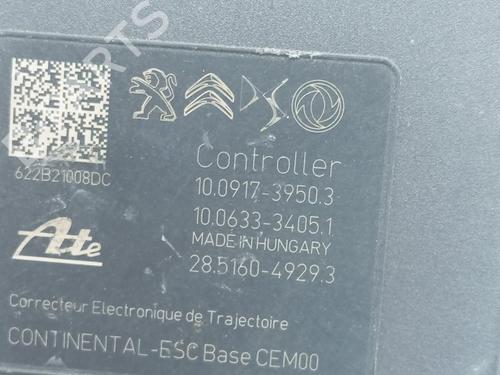 622B21008DC
Controller
10.0917-3950.3
10.0633-3405.1
MADE IN HUNGARY
28.5160-4929.3
Ate
Correcteur Electronique de Trajectoire
CONTINENTAL-ESC Base CEM00